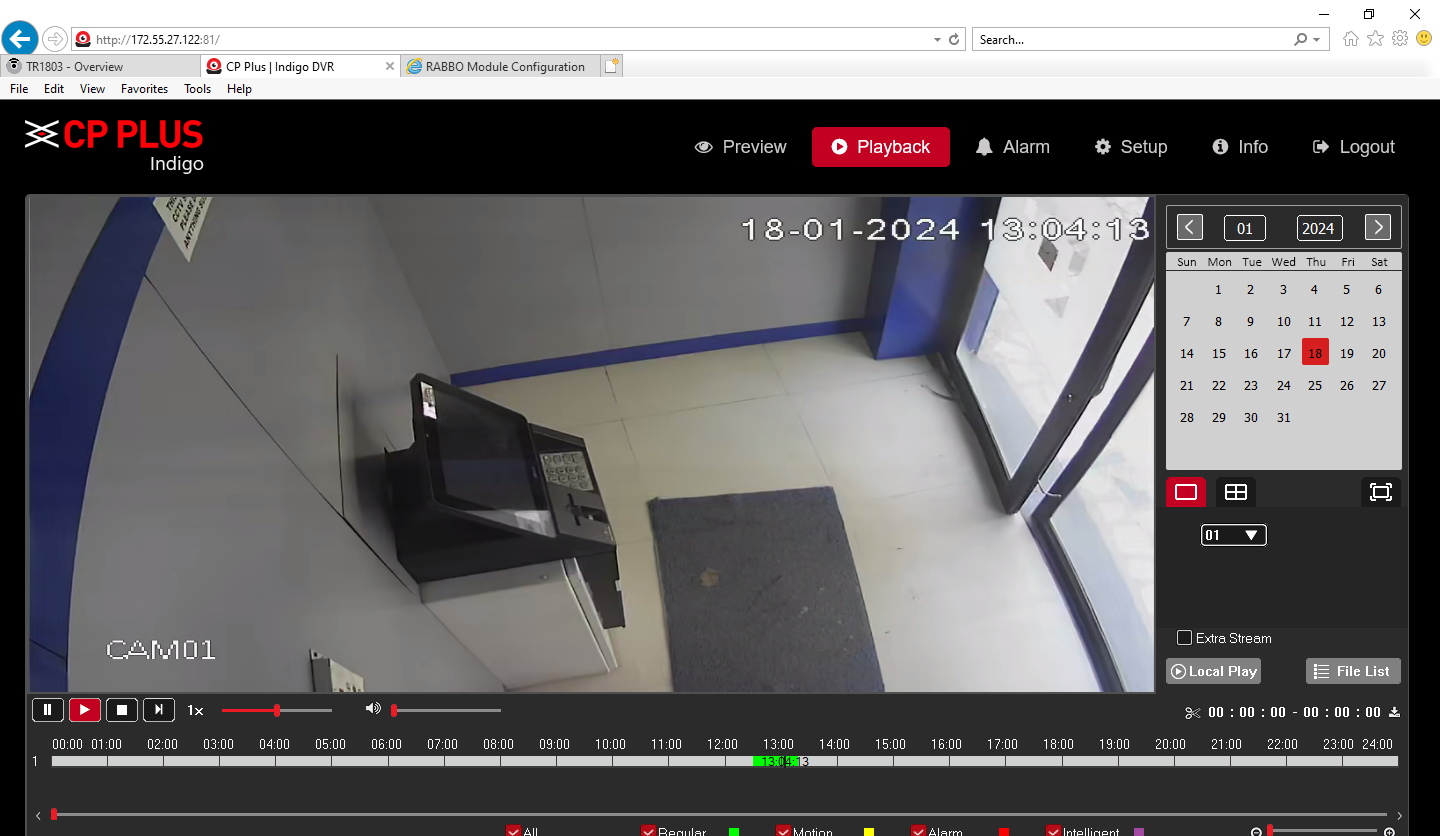 http://172.55.27.122:81/
Search...
TR1803 - Overview
CP Plus | Indigo DVR
RABBO Module Configuration
File Edit View Favorites Tools Help
CP PLUS
Indigo
Preview Playback Alarm Setup Info Logout
18-01-2024 13:04:13
CCTV
PLEASE
ANYTHING
CAM01
01 2024
Sun Mon Tue Wed Thu Fri Sat
1 2 3 4 5 6
7 8 9 10 11 12 13
14 15 16 17 18 19 20
21 22 23 24 25 26 27
28 29 30 31
01
Extra Stream
Local Play File List
1x
00 : 00 : 00 - 00 : 00 : 00
00:00 01:00 02:00 03:00 04:00 05:00 06:00 07:00 08:00 09:00 10:00 11:00 12:00 13:00 14:00 15:00 16:00 17:00 18:00 19:00 20:00 21:00 22:00 23:00 24:00
1 13:04:13
All Regular Motion Alarm Intelligent